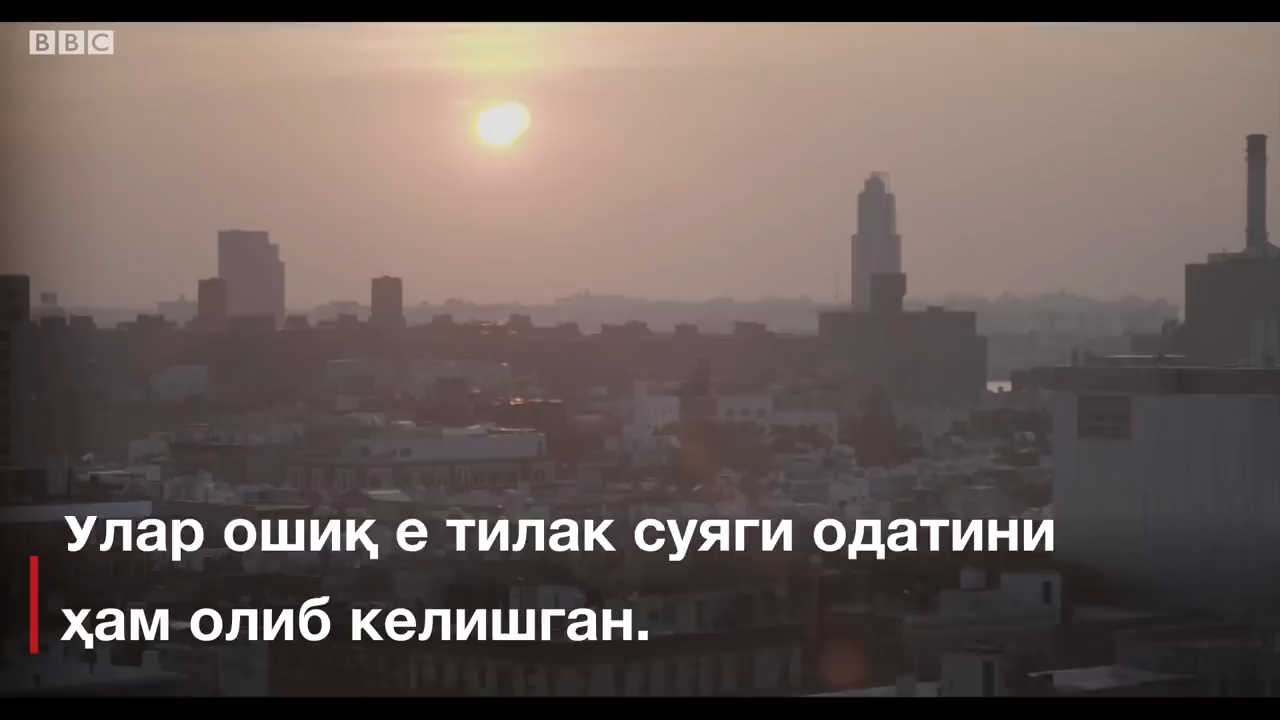 BBC
Улар ошиқ е тилак суяги одатини
ҳам олиб келишган.